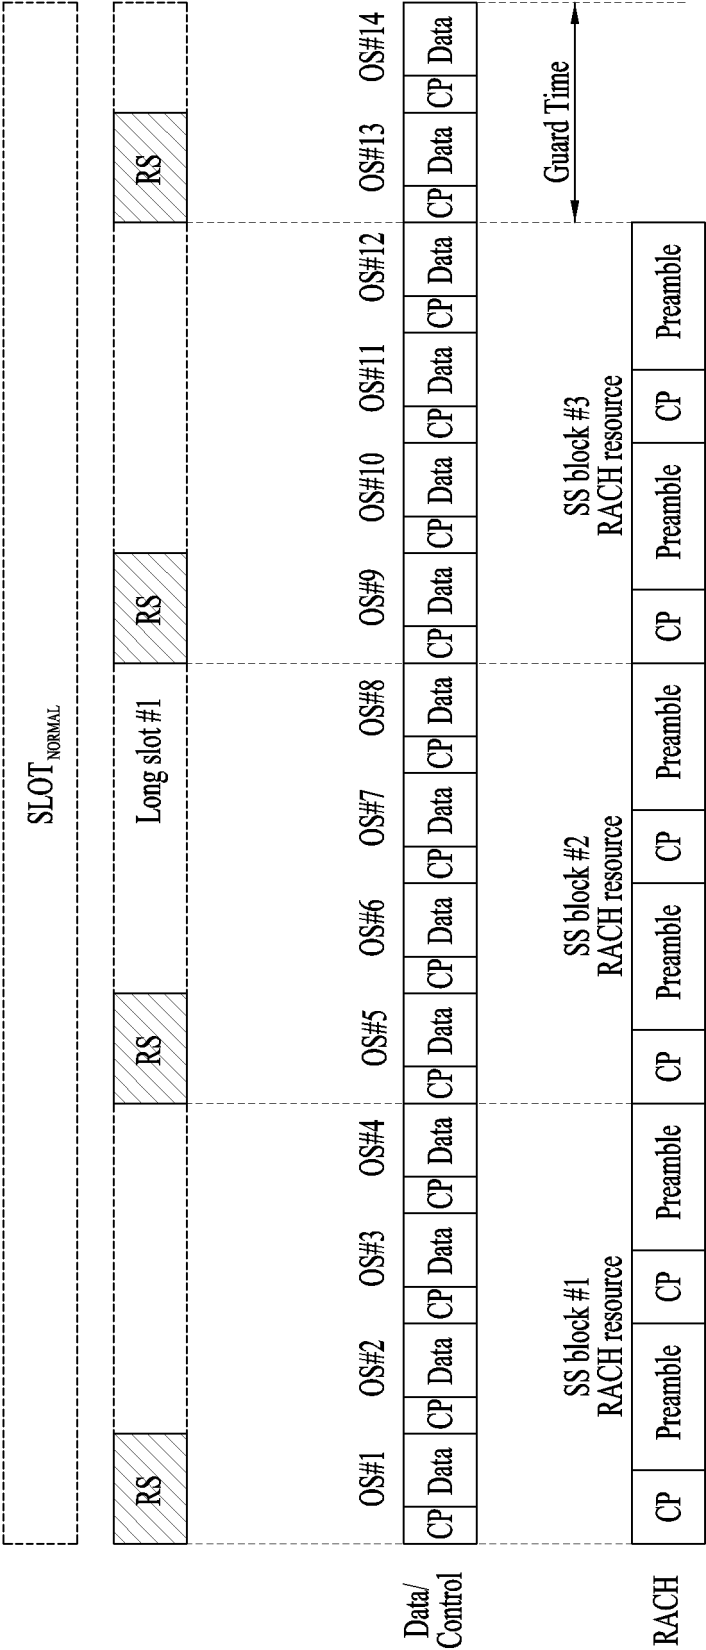 SLOT NORMAL
RS
RS
Long slot #1
RS
RS
OS#1 OS#2 OS#3 OS#4 OS#5 OS#6 OS#7 OS#8 OS#9 OS#10 OS#11 OS#12 OS#13 OS#14
Data/
Control
CP Data CP Data CP Data CP Data CP Data CP Data CP Data CP Data CP Data CP Data CP Data CP Data CP Data CP Data
SS block #1
RACH resource
SS block #2
RACH resource
SS block #3
RACH resource
Guard Time
RACH
CP Preamble CP Preamble CP Preamble CP Preamble CP Preamble CP Preamble